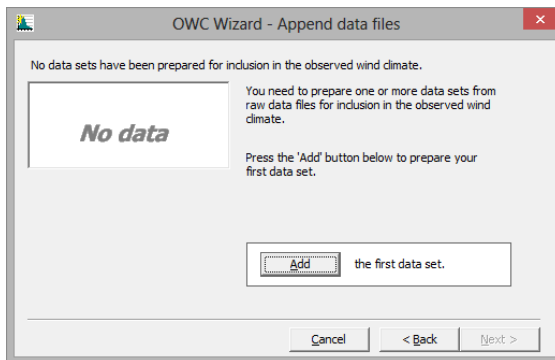 OWC Wizard - Append data files
x
No data sets have been prepared for inclusion in the observed wind climate.
No data
You need to prepare one or more data sets from
raw data files for inclusion in the observed wind
climate.
Press the 'Add' button below to prepare your
first data set.
Add the first data set.
Cancel < Back Next >